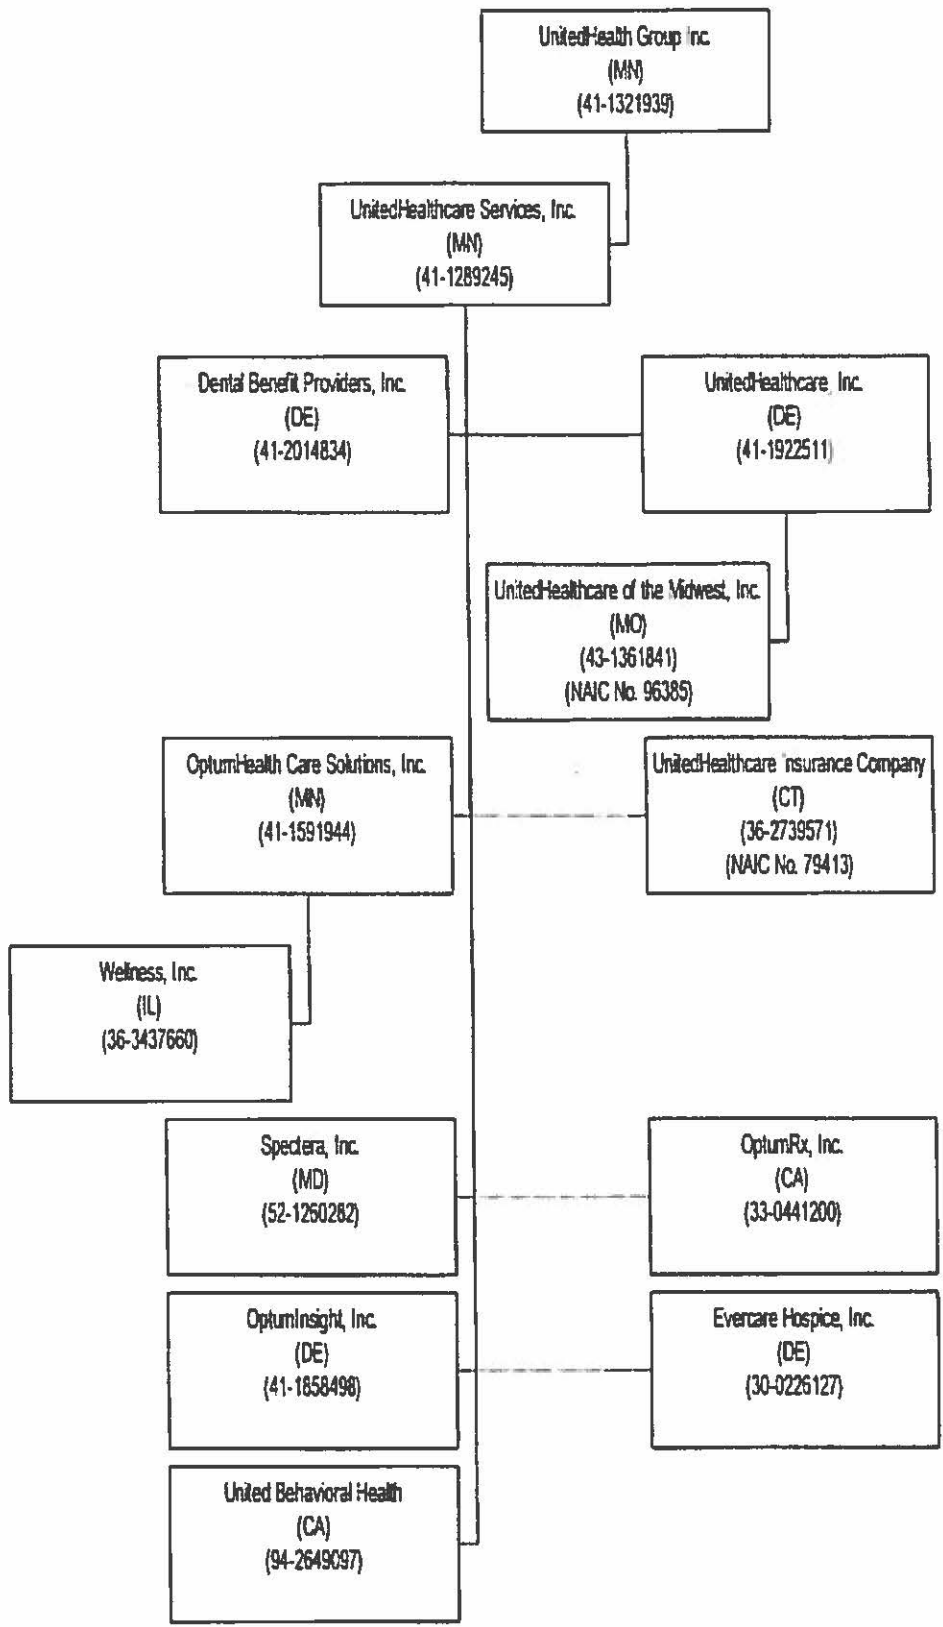 UnitedHealth Group Inc.
(MN)
(41-1321939)
UnitedHealthcare Services, Inc.
(MN)
(41-1289245)
Dental Benefit Providers, Inc.
(DE)
(41-2014834)
UnitedHealthcare, Inc.
(DE)
(41-1922511)
UnitedHealthcare of the Midwest, Inc.
(MO)
(43-1361841)
(NAIC No. 96385)
OptumHealth Care Solutions, Inc.
(MN)
(41-1591944)
UnitedHealthcare Insurance Company
(CT)
(36-2739571)
(NAIC No. 79413)
Wellness, Inc.
(IL)
(36-3437660)
Spectera, Inc.
(MD)
(52-1260282)
OptumRx, Inc.
(CA)
(33-0441200)
OptumInsight, Inc.
(DE)
(41-1858498)
Evercare Hospice, Inc.
(DE)
(30-0226127)
United Behavioral Health
(CA)
(94-2649097)